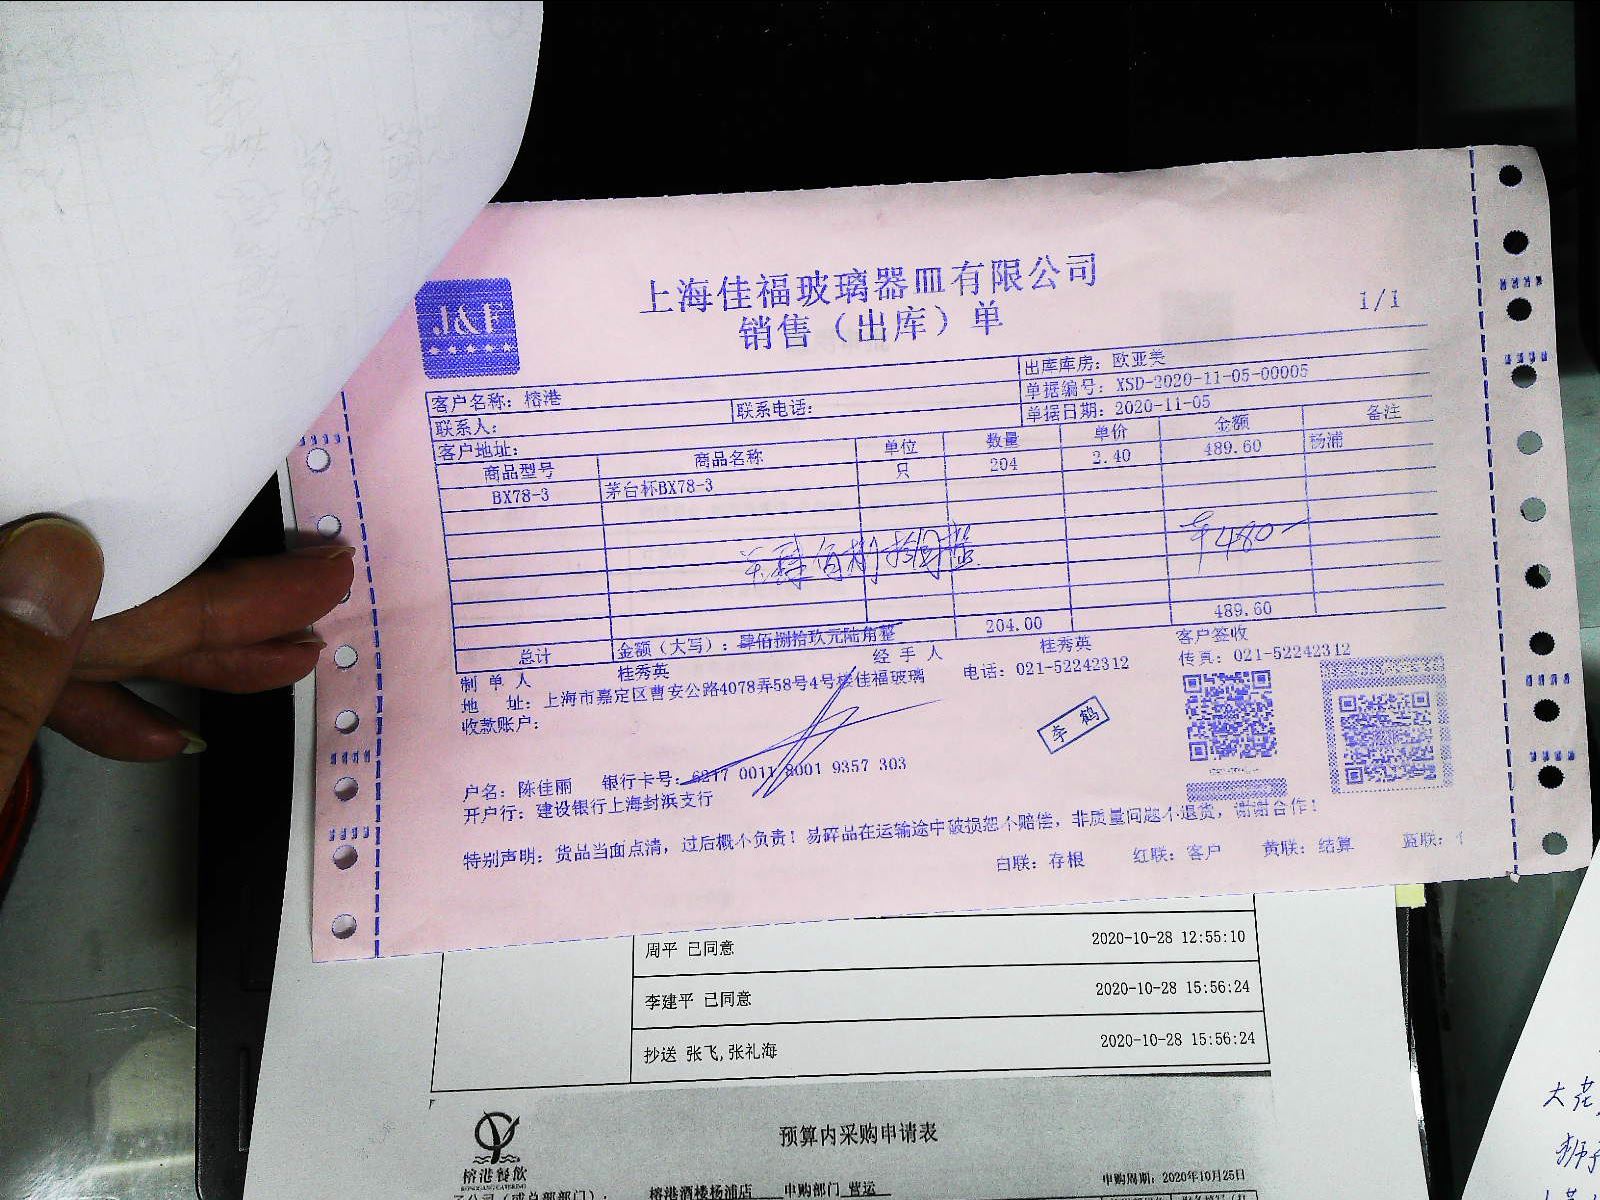 J&F
上海佳福玻璃器皿有限公司
销售（出库）单
1/1
出库库房：欧亚美
客户名称：榕港
联系电话：
单据编号：XSD-2020-11-05-00005
联系人：
单据日期：2020-11-05
客户地址：
商品型号 商品名称 单位 数量 单价 金额 备注
BX78-3 茅台杯BX78-3 只 204 2.40 489.60 杨浦
¥480-
总计 金额（大写）：肆佰捌拾玖元陆角整 204.00 489.60
制单人 桂秀英 经手人 桂秀英 客户签收
地 址：上海市嘉定区曹安公路4078弄58号4号楼佳福玻璃 电话：021-52242312 传真：021-52242312
收款账户：
李鹤
户名：陈佳丽 银行卡号：6217 0011 8001 9357 303
开户行：建设银行上海封浜支行
特别声明：货品当面点清，过后概不负责！易碎品在运输途中破损恕不赔偿，非质量问题不退货，谢谢合作！
白联：存根 红联：客户 黄联：结算 蓝联：
周平 已同意 2020-10-28 12:55:10
李建平 已同意 2020-10-28 15:56:24
抄送 张飞,张礼海 2020-10-28 15:56:24
榕港餐饮
预算内采购申请表
申购周期：2020年10月25日
榕港酒楼杨浦店 申购部门 营运
大花
狮子